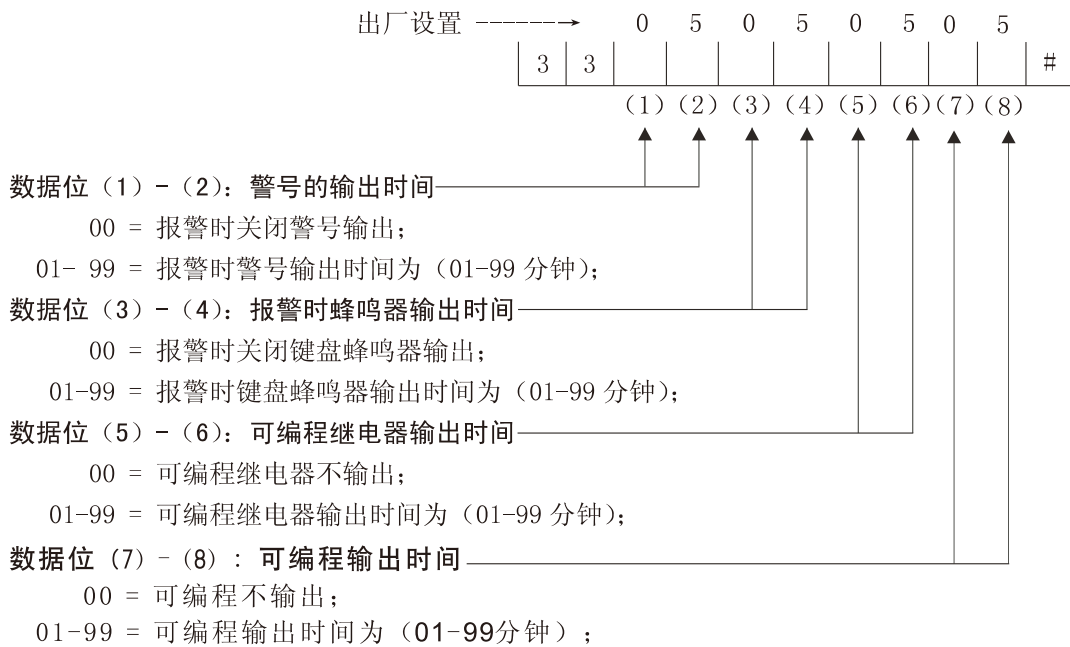 出厂设置 ------→ 0 5 0 5 0 5 0 5
3 3 #
(1) (2) (3) (4) (5) (6) (7) (8)
数据位（1）-（2）：警号的输出时间
00 = 报警时关闭警号输出；
01- 99 = 报警时警号输出时间为（01-99 分钟）；
数据位（3）-（4）：报警时蜂鸣器输出时间
00 = 报警时关闭键盘蜂鸣器输出；
01-99 = 报警时键盘蜂鸣器输出时间为（01-99 分钟）；
数据位（5）-（6）：可编程继电器输出时间
00 = 可编程继电器不输出；
01-99 = 可编程继电器输出时间为（01-99 分钟）；
数据位 (7) - (8) : 可编程输出时间
00 = 可编程不输出；
01-99 = 可编程输出时间为（01-99分钟）；